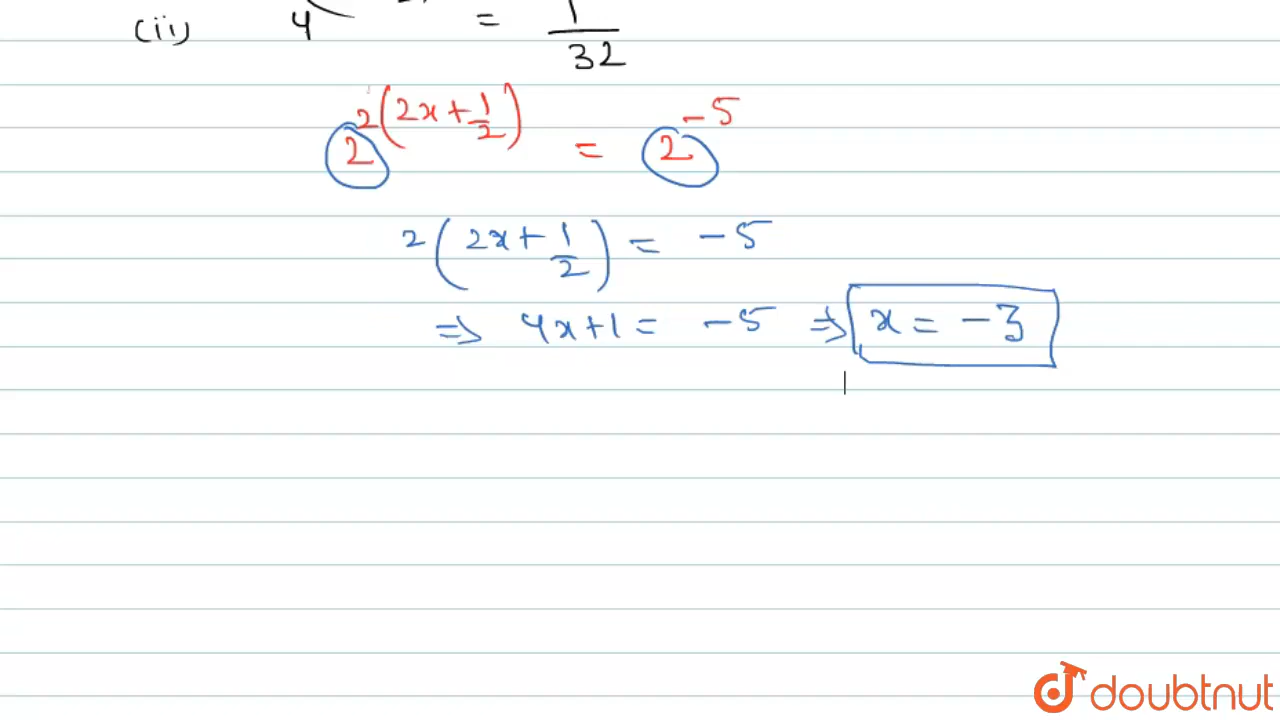 (ii) 4 = 1/32
2^2(2x+1/2) = 2^-5
2(2x+1/2) = -5
=> 4x+1 = -5 => x = -3
doubtnut